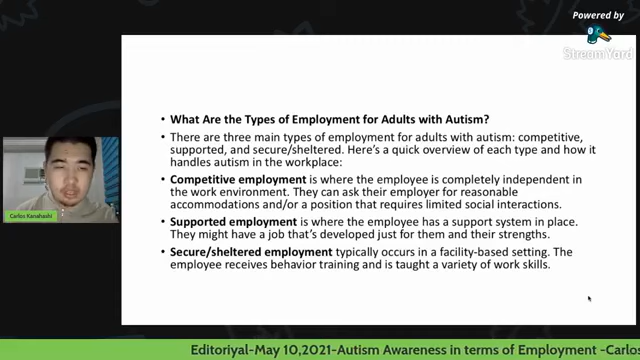 Powered by
StreamYard
• What Are the Types of Employment for Adults with Autism?
• There are three main types of employment for adults with autism: competitive,
supported, and secure/sheltered. Here's a quick overview of each type and how it
handles autism in the workplace:
• Competitive employment is where the employee is completely independent in
the work environment. They can ask their employer for reasonable
accommodations and/or a position that requires limited social interactions.
• Supported employment is where the employee has a support system in place.
They might have a job that's developed just for them and their strengths.
• Secure/sheltered employment typically occurs in a facility-based setting. The
employee receives behavior training and is taught a variety of work skills.
Carlos Kanahashi
Editoriyal-May 10,2021-Autism Awareness in terms of Employment -Carlos